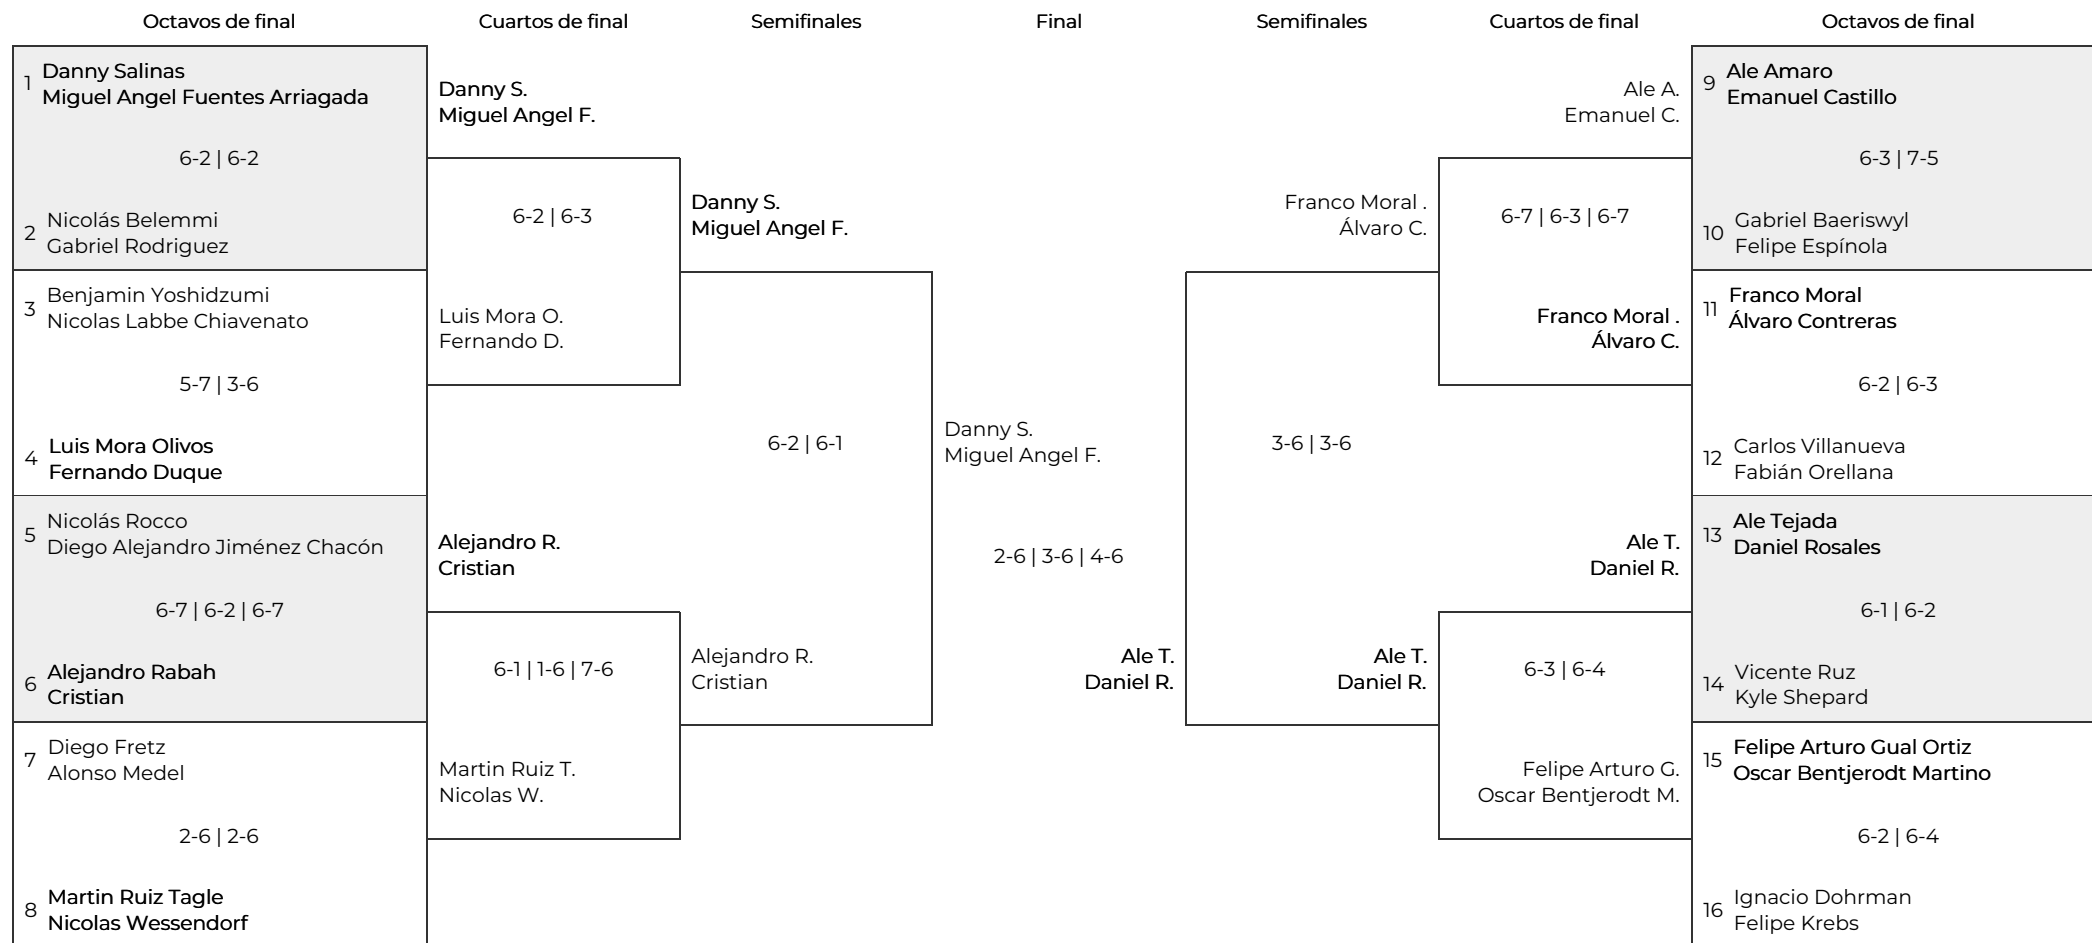 Octavos de final
Cuartos de final
Semifinales
Final
Semifinales
Cuartos de final
Octavos de final
1
Danny Salinas
Miguel Angel Fuentes Arriagada
6-2 | 6-2
2
Nicolás Belemmi
Gabriel Rodriguez
3
Benjamin Yoshidzumi
Nicolas Labbe Chiavenato
5-7 | 3-6
4
Luis Mora Olivos
Fernando Duque
5
Nicolás Rocco
Diego Alejandro Jiménez Chacón
6-7 | 6-2 | 6-7
6
Alejandro Rabah
Cristian
7
Diego Fretz
Alonso Medel
2-6 | 2-6
8
Martin Ruiz Tagle
Nicolas Wessendorf
Danny S.
Miguel Angel F.
6-2 | 6-3
Luis Mora O.
Fernando D.
Alejandro R.
Cristian
6-1 | 1-6 | 7-6
Martin Ruiz T.
Nicolas W.
Danny S.
Miguel Angel F.
6-2 | 6-1
Alejandro R.
Cristian
Danny S.
Miguel Angel F.
2-6 | 3-6 | 4-6
Ale T.
Daniel R.
Franco Moral .
Álvaro C.
3-6 | 3-6
Ale T.
Daniel R.
Ale A.
Emanuel C.
6-7 | 6-3 | 6-7
Franco Moral .
Álvaro C.
Ale T.
Daniel R.
6-3 | 6-4
Felipe Arturo G.
Oscar Bentjerodt M.
9
Ale Amaro
Emanuel Castillo
6-3 | 7-5
10
Gabriel Baeriswyl
Felipe Espínola
11
Franco Moral
Álvaro Contreras
6-2 | 6-3
12
Carlos Villanueva
Fabián Orellana
13
Ale Tejada
Daniel Rosales
6-1 | 6-2
14
Vicente Ruz
Kyle Shepard
15
Felipe Arturo Gual Ortiz
Oscar Bentjerodt Martino
6-2 | 6-4
16
Ignacio Dohrman
Felipe Krebs